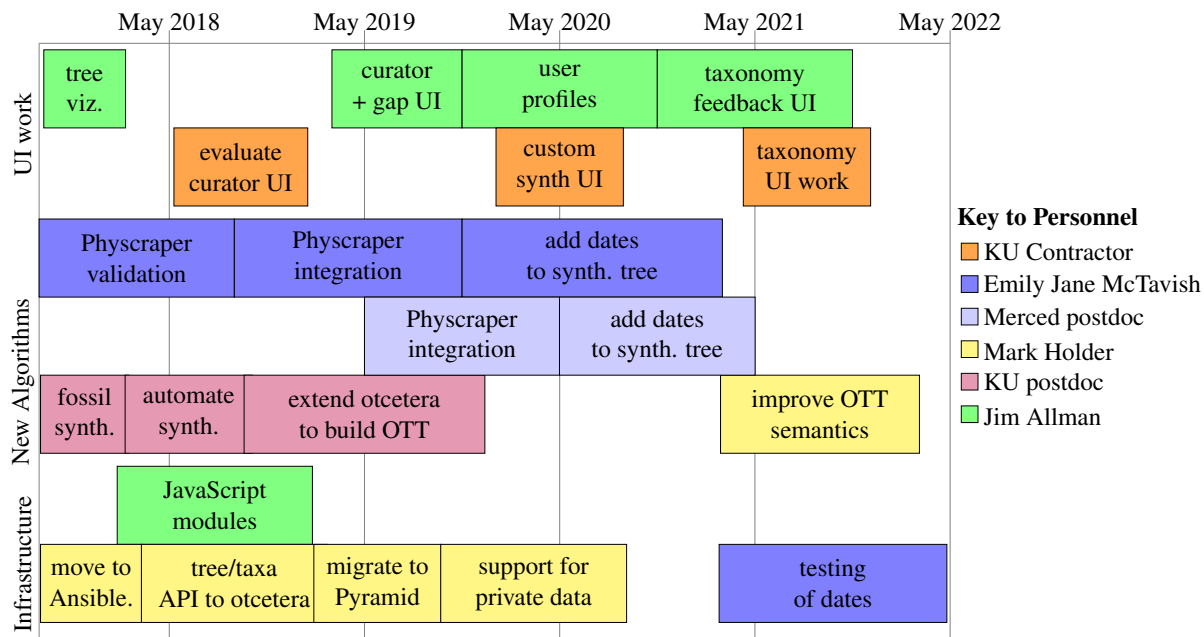 May 2018
May 2019
May 2020
May 2021
May 2022
UI work
tree
viz.
curator
+ gap UI
user
profiles
taxonomy
feedback UI
evaluate
curator UI
custom
synth UI
taxonomy
UI work
New Algorithms
Physcraper
validation
Physcraper
integration
add dates
to synth. tree
Physcraper
integration
add dates
to synth. tree
fossil
synth.
automate
synth.
extend otcetera
to build OTT
improve OTT
semantics
Infrastructure
JavaScript
modules
move to
Ansible.
tree/taxa
API to otcetera
migrate to
Pyramid
support for
private data
testing
of dates
Key to Personnel
KU Contractor
Emily Jane McTavish
Merced postdoc
Mark Holder
KU postdoc
Jim Allman